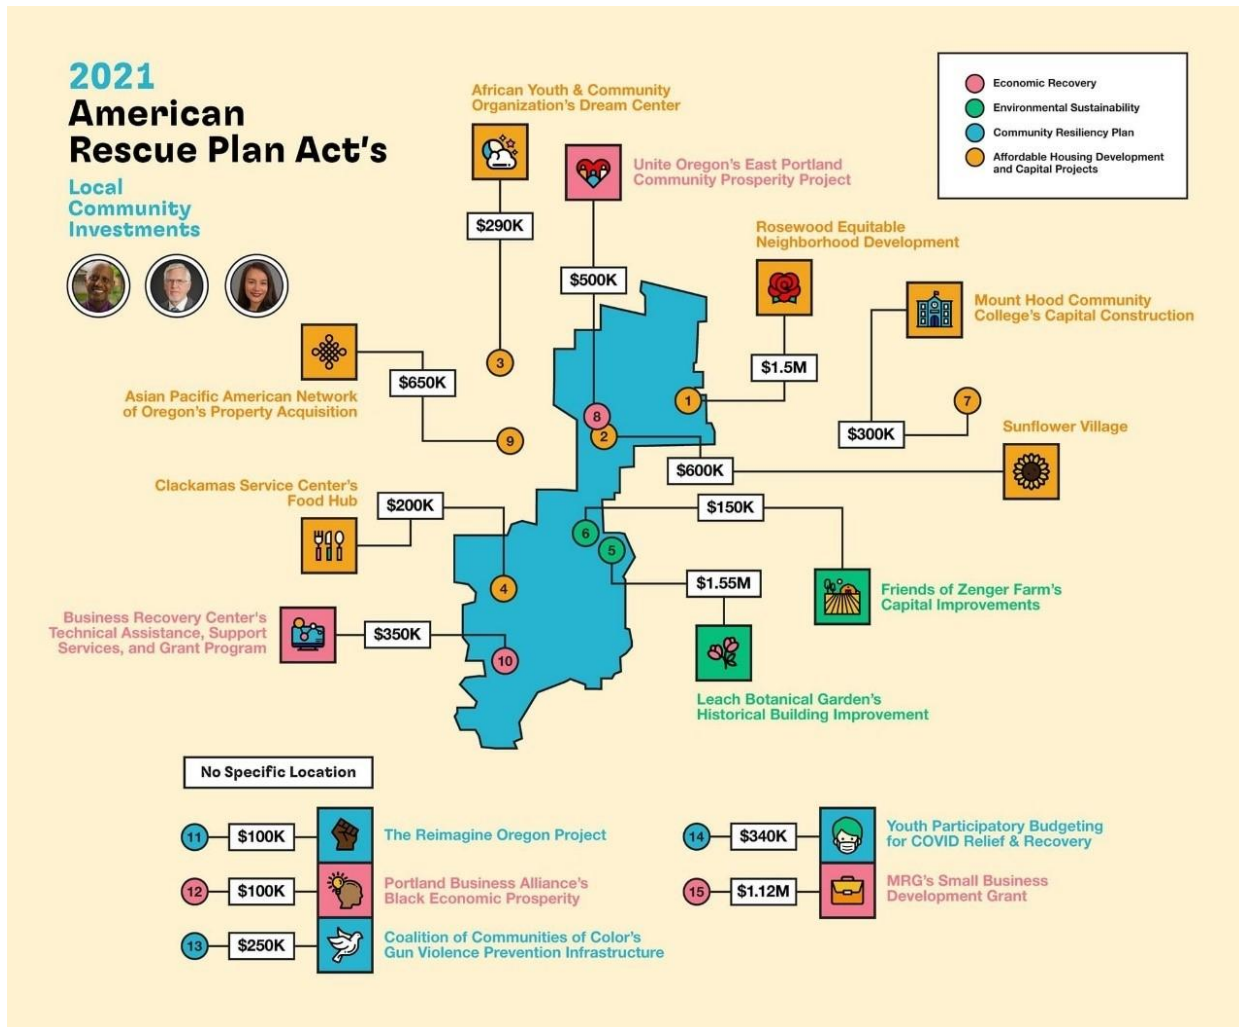 2021
American
Rescue Plan Act's
Local
Community
Investments
Economic Recovery
Environmental Sustainability
Community Resiliency Plan
Affordable Housing Development
and Capital Projects
African Youth & Community
Organization's Dream Center
$290K
3
Unite Oregon's East Portland
Community Prosperity Project
$500K
8
Rosewood Equitable
Neighborhood Development
$1.5M
1
Mount Hood Community
College's Capital Construction
$300K
7
Asian Pacific American Network
of Oregon's Property Acquisition
$650K
9
Sunflower Village
$600K
2
Clackamas Service Center's
Food Hub
$200K
4
$150K
6
Friends of Zenger Farm's
Capital Improvements
5
$1.55M
Leach Botanical Garden's
Historical Building Improvement
Business Recovery Center's
Technical Assistance, Support
Services, and Grant Program
$350K
10
No Specific Location
11
$100K
The Reimagine Oregon Project
12
$100K
Portland Business Alliance's
Black Economic Prosperity
13
$250K
Coalition of Communities of Color's
Gun Violence Prevention Infrastructure
14
$340K
Youth Participatory Budgeting
for COVID Relief & Recovery
15
$1.12M
MRG's Small Business
Development Grant